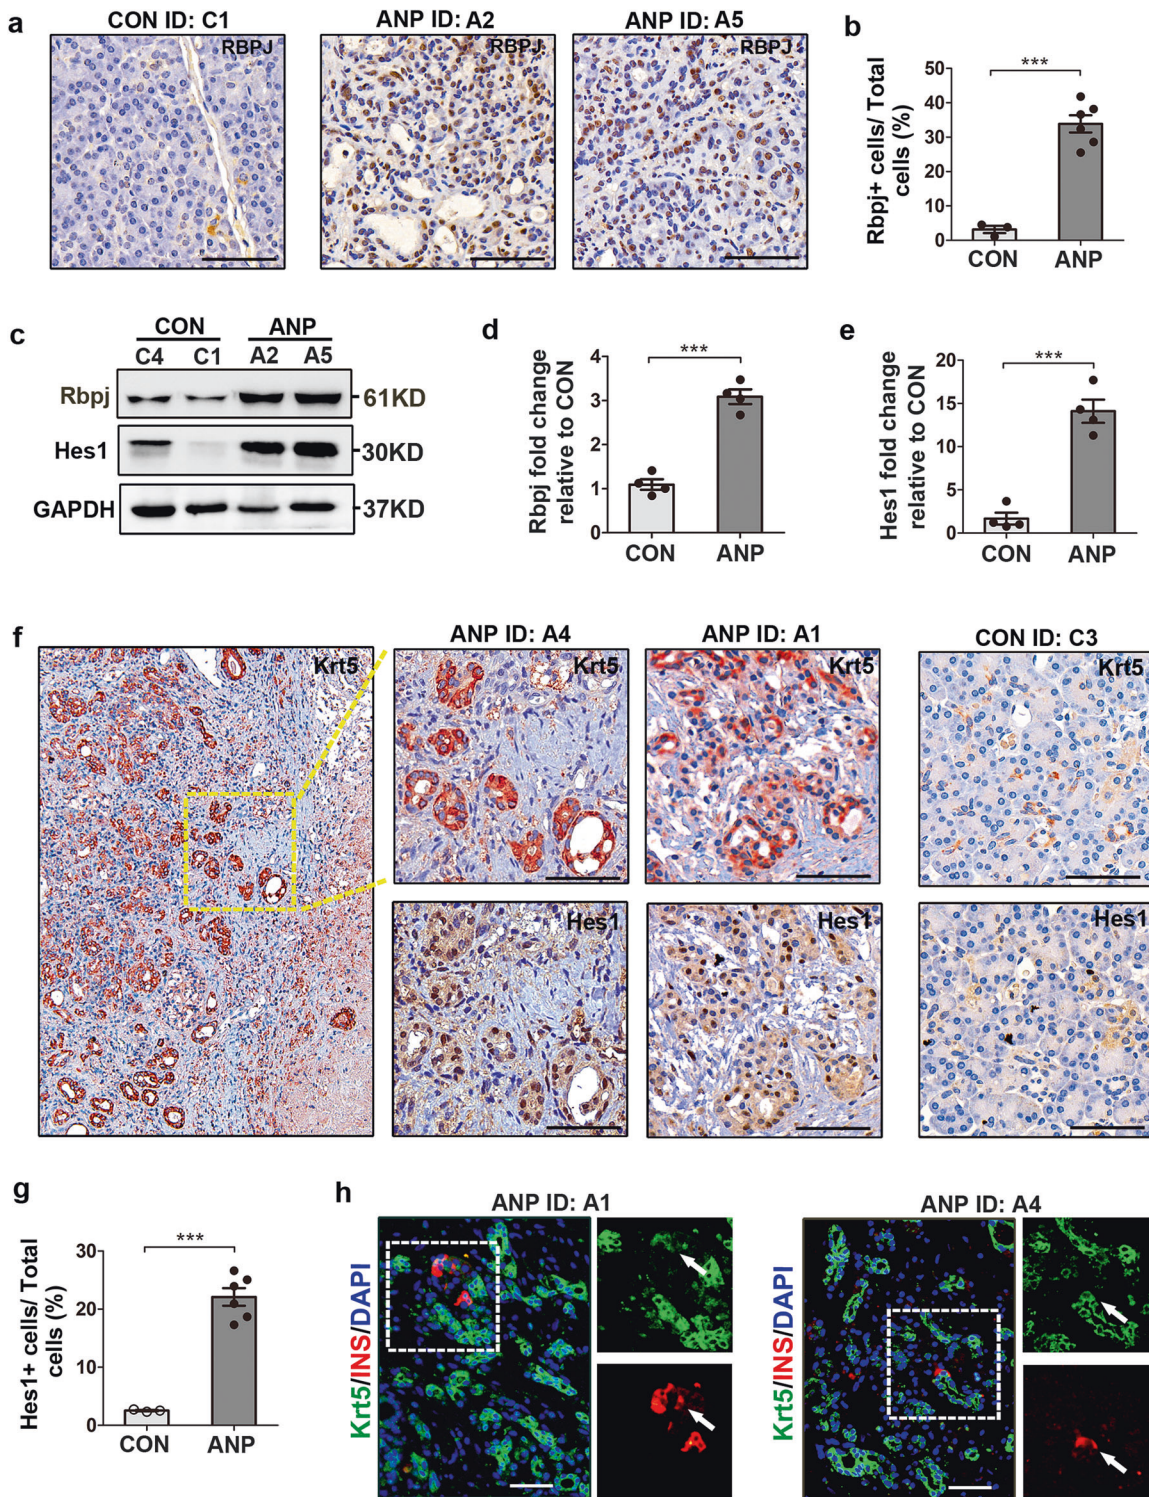 a
CON ID: C1
ANP ID: A2
ANP ID: A5
RBPJ
RBPJ
RBPJ
b
Rbpj+ cells/ Total
cells (%)
50
40
30
20
10
0
***
CON
ANP
c
CON
ANP
C4
C1
A2
A5
Rbpj
61KD
Hes1
30KD
GAPDH
37KD
d
Rbpj fold change
relative to CON
4
3
2
1
0
***
CON
ANP
e
Hes1 fold change
relative to CON
20
15
10
5
0
***
CON
ANP
f
ANP ID: A4
ANP ID: A1
CON ID: C3
Krt5
Krt5
Krt5
Krt5
Hes1
Hes1
Hes1
g
Hes1+ cells/ Total
cells (%)
30
20
10
0
***
CON
ANP
h
ANP ID: A1
Krt5/INS/DAPI
ANP ID: A4
Krt5/INS/DAPI